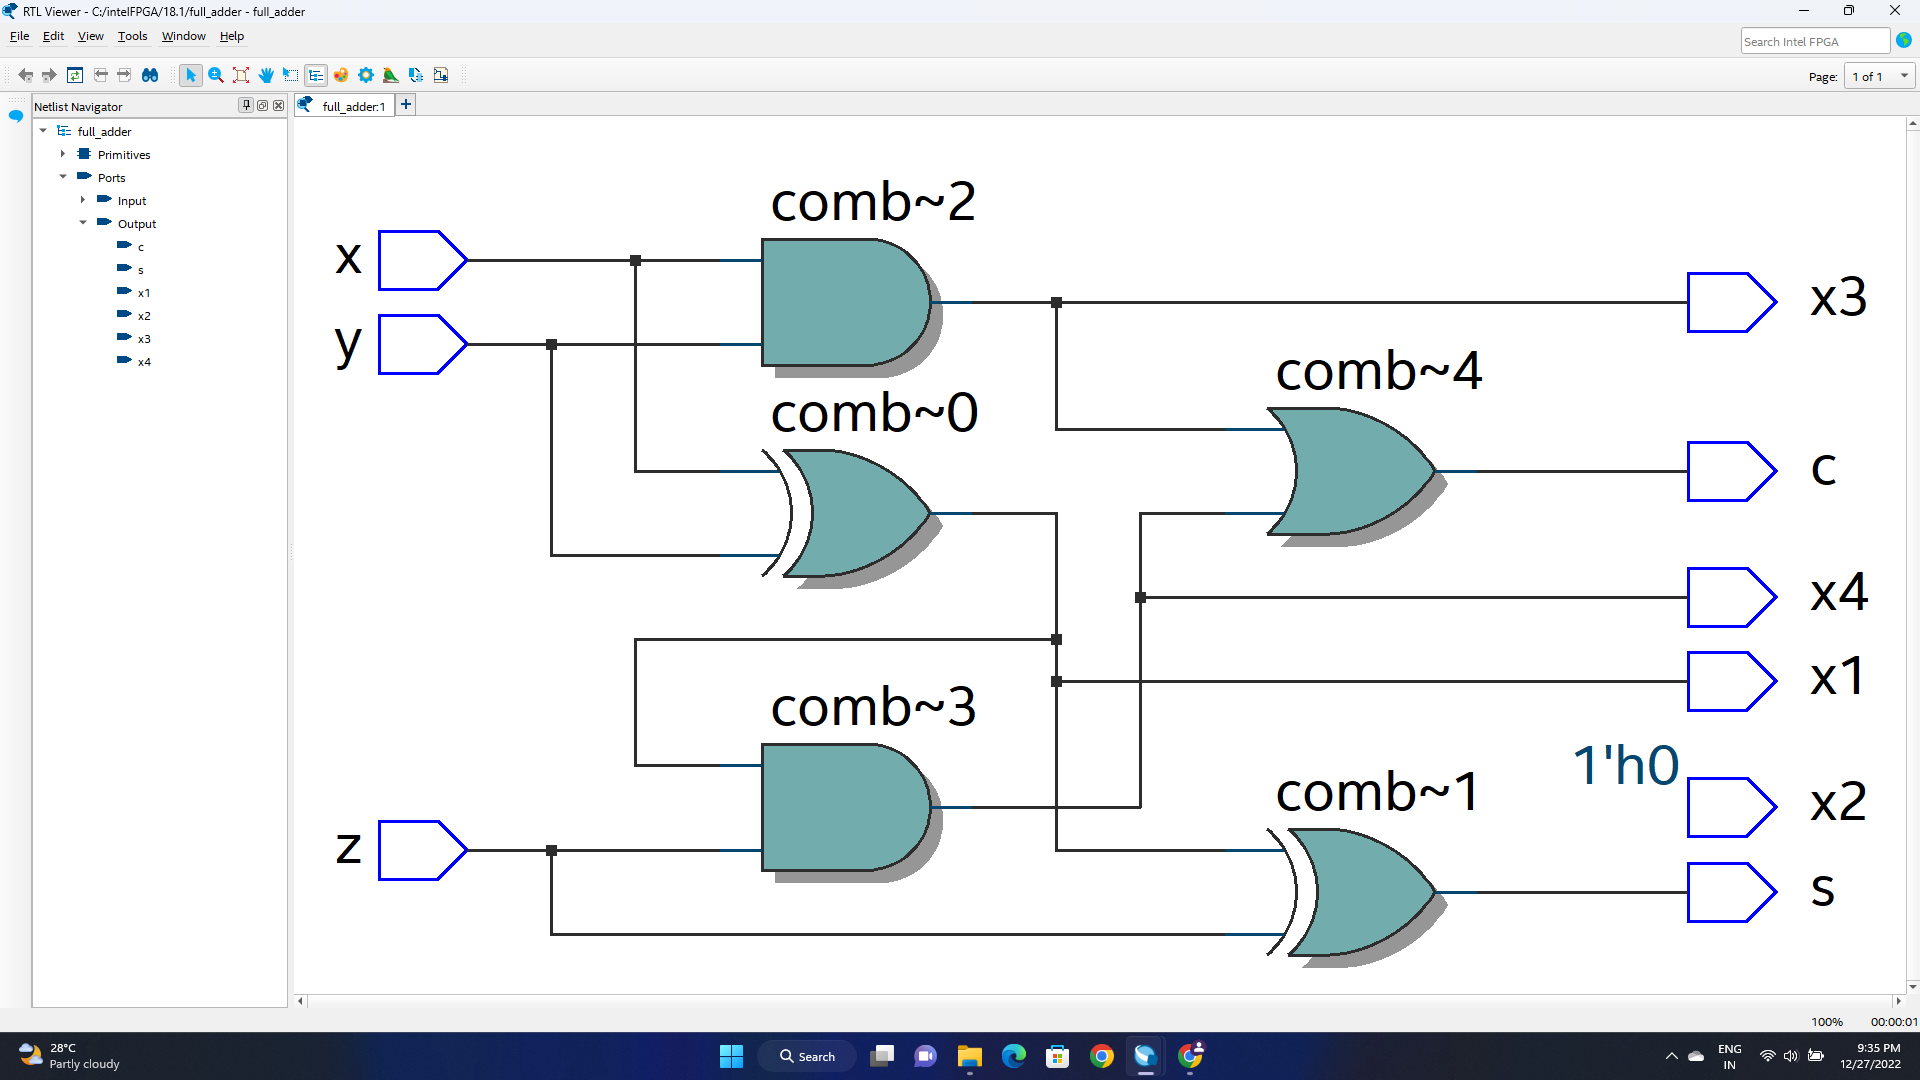 RTL Viewer - C:/intelFPGA/18.1/full_adder - full_adder
File Edit View Tools Window Help
Search Intel FPGA
Page: 1 of 1
Netlist Navigator
full_adder:1
full_adder
Primitives
Ports
Input
Output
c
s
x1
x2
x3
x4
comb~2
x
y
x3
comb~4
comb~0
c
x4
x1
comb~3
1'h0
comb~1
x2
z
s
100% 00:00:01
28°C
Partly cloudy
Search
ENG
IN
9:35 PM
12/27/2022